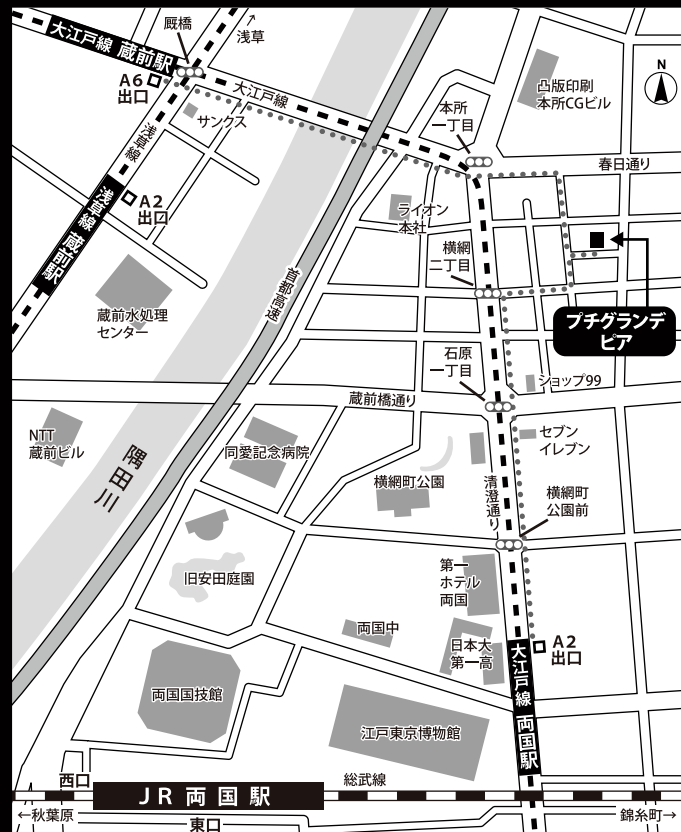 厩橋
↗
浅草
大江戸線 蔵前駅
A6
出口
大江戸線
サンクス
浅草線
A2
出口
浅草線 蔵前駅
蔵前水処理
センター
NTT
蔵前ビル
隅田川
首都高速
本所
一丁目
凸版印刷
本所CGビル
N
春日通り
ライオン
本社
横網
二丁目
プチグランデ
ピア
石原
一丁目
ショップ99
蔵前橋通り
セブン
イレブン
同愛記念病院
横網町公園
清澄通り
横網町
公園前
旧安田庭園
第一
ホテル
両国
両国中
日本大
第一高
A2
出口
大江戸線 両国駅
両国国技館
江戸東京博物館
西口
JR両国駅
総武線
←秋葉原
東口
錦糸町→